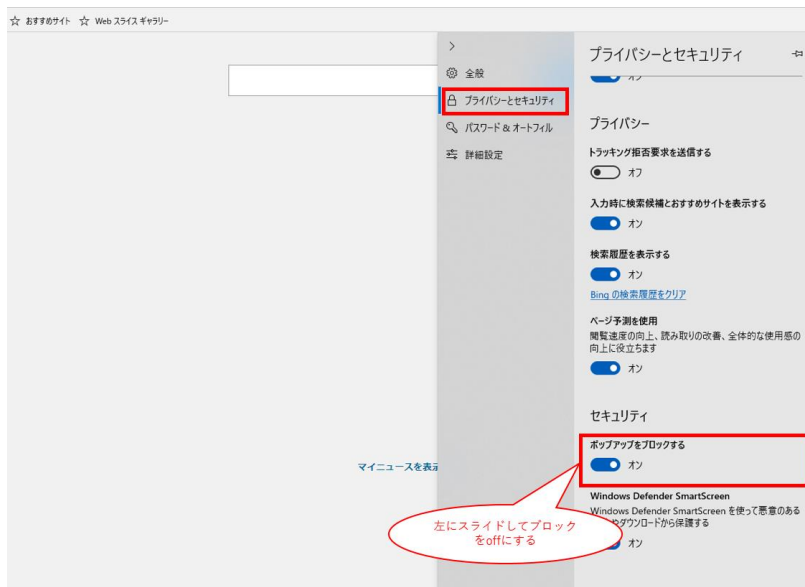 おすすめサイト Web スライス ギャラリー
全般
プライバシーとセキュリティ
パスワード & オートフィル
詳細設定
マイニュースを表示
プライバシーとセキュリティ
プライバシー
トラッキング拒否要求を送信する
オフ
入力時に検索候補とおすすめサイトを表示する
オン
検索履歴を表示する
オン
Bing の検索履歴をクリア
ページ予測を使用
閲覧速度の向上、読み取りの改善、全体的な使用感の
向上に役立ちます
オン
セキュリティ
ポップアップをブロックする
オン
Windows Defender SmartScreen
Windows Defender SmartScreen を使って悪意のある
やダウンロードから保護する
オン
左にスライドしてブロック
をoffにする